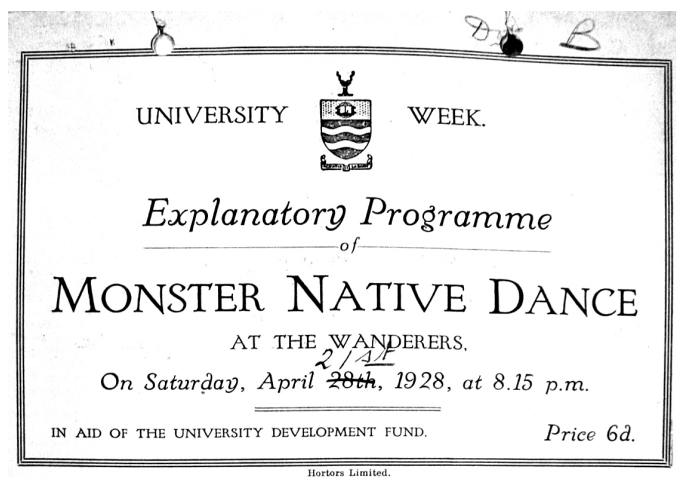 B
UNIVERSITY WEEK.
Explanatory Programme
of
MONSTER NATIVE DANCE
AT THE WANDERERS,
21st
On Saturday, April 28th, 1928, at 8.15 p.m.
IN AID OF THE UNIVERSITY DEVELOPMENT FUND. Price 6d.
Hortors Limited.